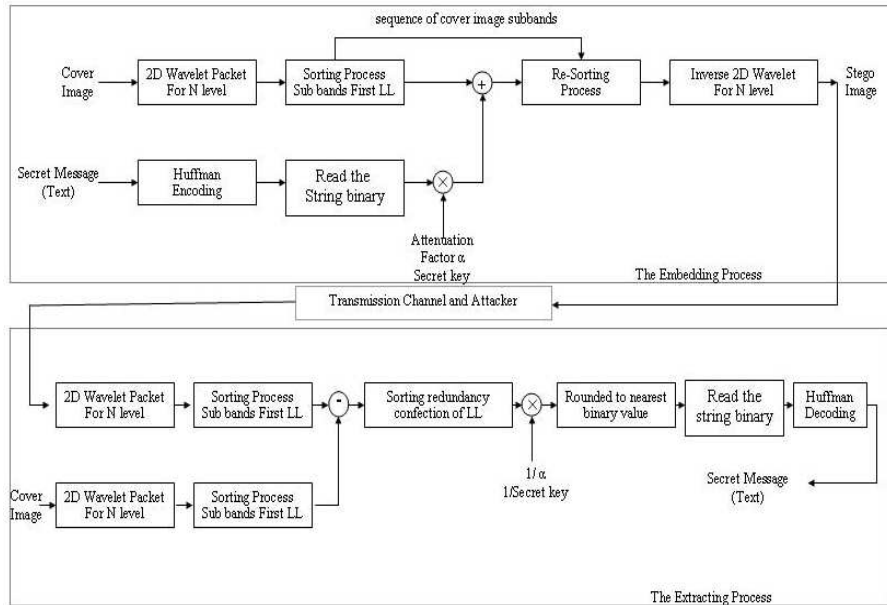 sequence of cover image subbands
Cover
Image
2D Wavelet Packet
For N level
Sorting Process
Sub bands First LL
+
Re-Sorting
Process
Inverse 2D Wavelet
For N level
Stego
Image
Secret Message
(Text)
Huffman
Encoding
Read the
String binary
×
Attenuation
Factor α
Secret key
The Embedding Process
Transmission Channel and Attacker
2D Wavelet Packet
For N level
Sorting Process
Sub bands First LL
-
Sorting redundancy
confection of LL
×
Rounded to nearest
binary value
Read the
string binary
Huffman
Decoding
1/ α
1/Secret key
Secret Message
(Text)
Cover
Image
2D Wavelet Packet
For N level
Sorting Process
Sub bands First LL
The Extracting Process